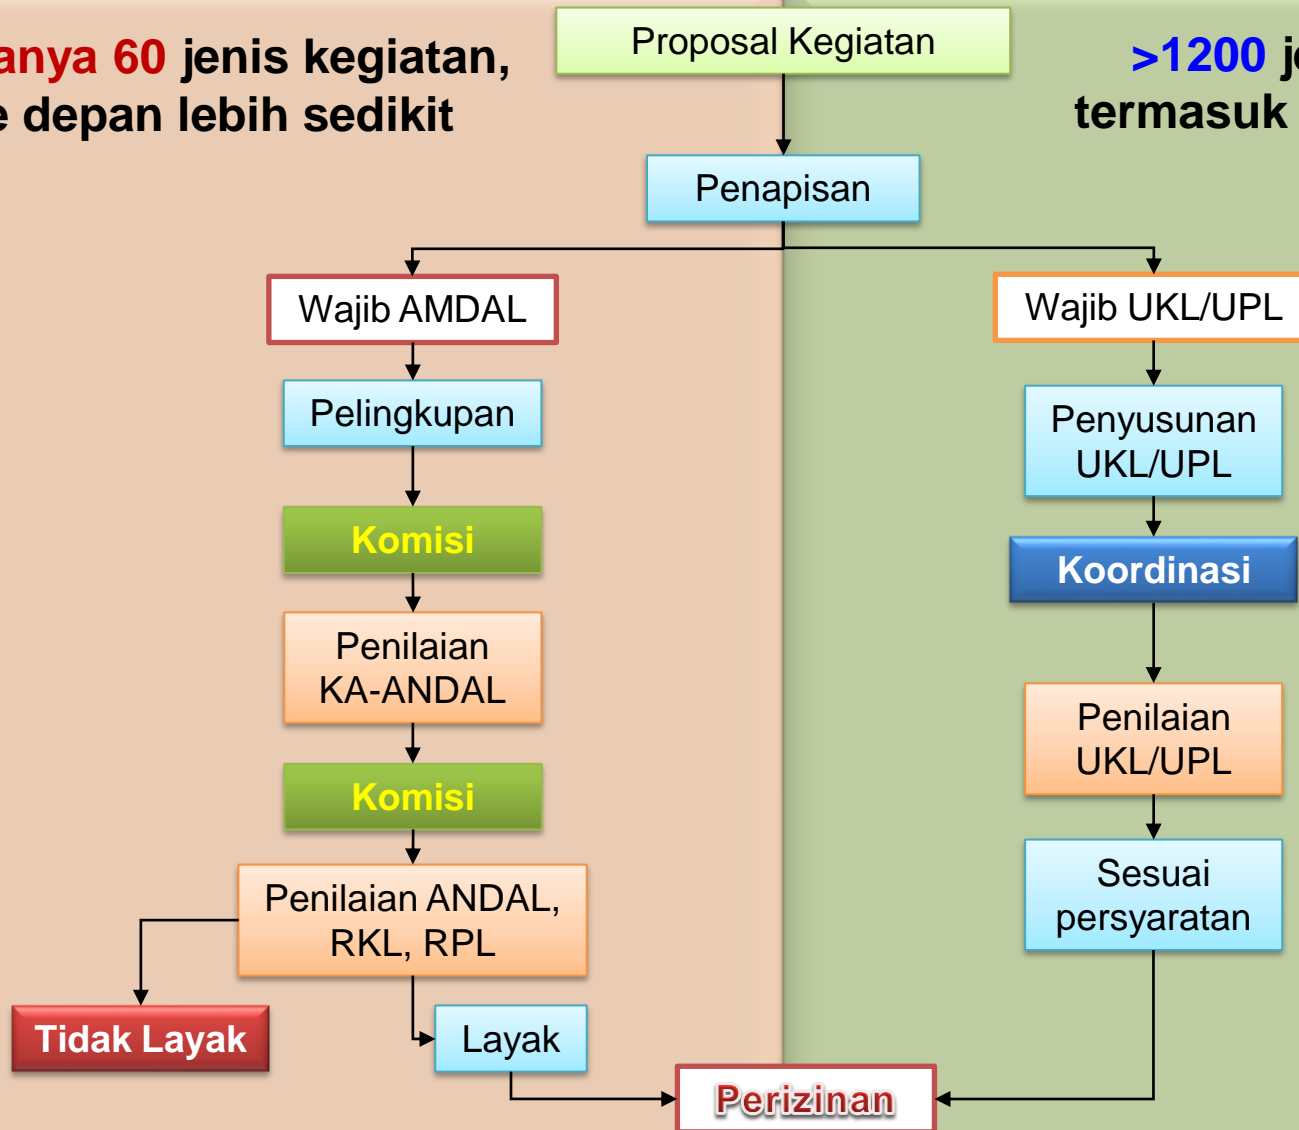 Proposal Kegiatan
60 jenis kegiatan,
depan lebih sedikit
>1200
termasuk
Penapisan
Wajib AMDAL
Pelingkupan
Komisi
Penilaian
KA-ANDAL
Komisi
Penilaian ANDAL,
RKL, RPL
Tidak Layak
Layak
Wajib UKL/UPL
Penyusunan
UKL/UPL
Koordinasi
Penilaian
UKL/UPL
Sesuai
persyaratan
Perizinan